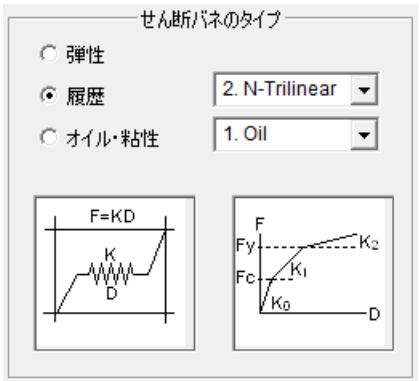 せん断バネのタイプ
弾性
履歴
2. N-Trilinear
オイル・粘性
1. Oil
F=KD
K
D
F
Fy
K2
Fc
K1
K0
D